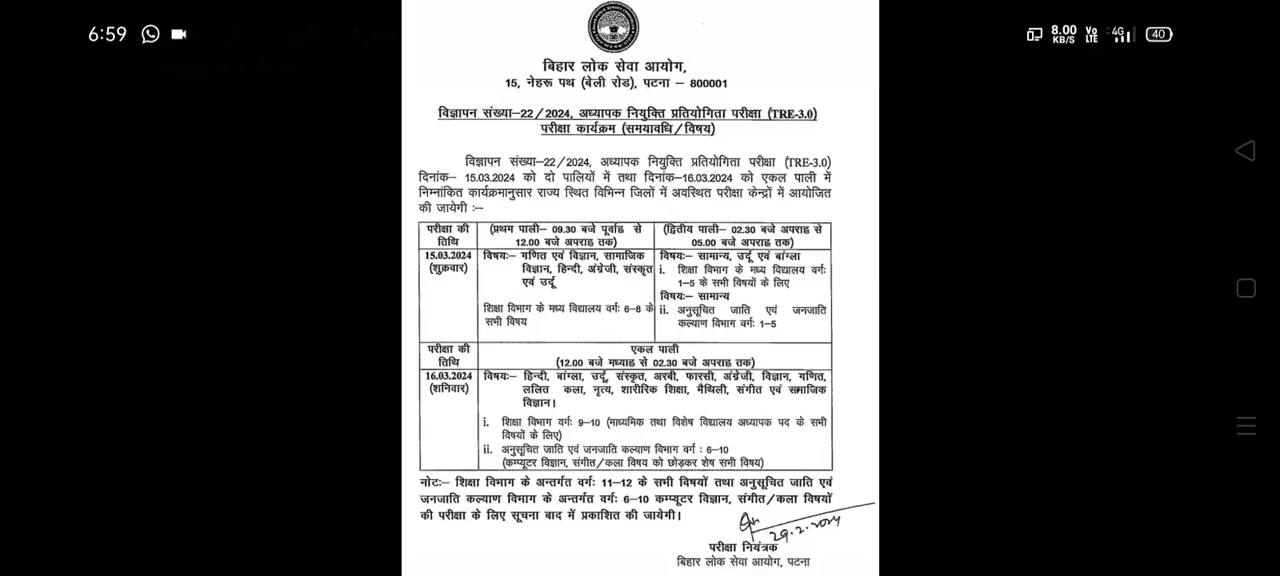 6:59
8.00 KB/S Vo LTE 4G 40
बिहार लोक सेवा आयोग,
15, नेहरू पथ (बेली रोड), पटना – 800001
विज्ञापन संख्या–22/2024, अध्यापक नियुक्ति प्रतियोगिता परीक्षा (TRE-3.0)
परीक्षा कार्यक्रम (समयावधि/विषय)
विज्ञापन संख्या–22/2024, अध्यापक नियुक्ति प्रतियोगिता परीक्षा (TRE-3.0)
दिनांक– 15.03.2024 को दो पालियों में तथा दिनांक–16.03.2024 को एकल पाली में
निम्नांकित कार्यक्रमानुसार राज्य स्थित विभिन्न जिलों में अवस्थित परीक्षा केन्द्रों में आयोजित
की जायेगी :–
परीक्षा की
तिथि
(प्रथम पाली– 09.30 बजे पूर्वाह्न से
12.00 बजे अपराह्न तक)
(द्वितीय पाली– 02.30 बजे अपराह्न से
05.00 बजे अपराह्न तक)
15.03.2024
(शुक्रवार)
विषय:– गणित एवं विज्ञान, सामाजिक
विज्ञान, हिन्दी, अंग्रेजी, संस्कृत
एवं उर्दू
शिक्षा विभाग के मध्य विद्यालय वर्गः 6–8 के
सभी विषय
विषय:– सामान्य, उर्दू एवं बांग्ला
i. शिक्षा विभाग के मध्य विद्यालय वर्गः
1–5 के सभी विषयों के लिए
विषय:– सामान्य
ii. अनुसूचित जाति एवं जनजाति
कल्याण विभाग वर्गः 1–5
परीक्षा की
तिथि
एकल पाली
(12.00 बजे मध्याह्न से 02.30 बजे अपराह्न तक)
16.03.2024
(शनिवार)
विषय:– हिन्दी, बांग्ला, उर्दू, संस्कृत, अरबी, फारसी, अंग्रेजी, विज्ञान, गणित,
ललित कला, नृत्य, शारीरिक शिक्षा, मैथिली, संगीत एवं समाजिक
विज्ञान।
i. शिक्षा विभाग वर्गः 9–10 (माध्यमिक तथा विशेष विद्यालय अध्यापक पद के सभी
विषयों के लिए)
ii. अनुसूचित जाति एवं जनजाति कल्याण विभाग वर्ग : 6–10
(कम्प्यूटर विज्ञान, संगीत/कला विषय को छोड़कर शेष सभी विषय)
नोटः– शिक्षा विभाग के अन्तर्गत वर्गः 11–12 के सभी विषयों तथा अनुसूचित जाति एवं
जनजाति कल्याण विभाग के अन्तर्गत वर्गः 6–10 कम्प्यूटर विज्ञान, संगीत/कला विषयों
की परीक्षा के लिए सूचना बाद में प्रकाशित की जायेगी।
29.2.2024
परीक्षा नियंत्रक
बिहार लोक सेवा आयोग, पटना